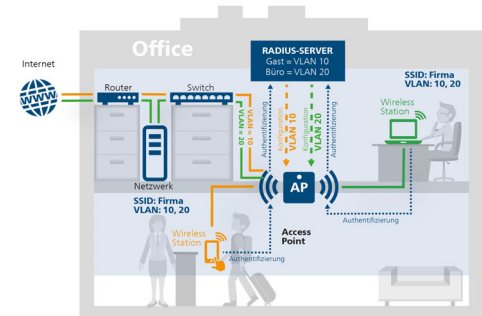 Office
RADIUS-SERVER
Gast = VLAN 10
Büro = VLAN 20
Internet
WWW
Router
Switch
SSID: Firma
VLAN: 10, 20
Wireless
Station
VLAN = 10
VLAN = 20
Authentifizierung
Konfiguration
VLAN 10
Konfiguration
VLAN 20
Authentifizierung
Netzwerk
AP
SSID: Firma
VLAN: 10, 20
Wireless
Station
Access
Point
Authentifizierung
Authentifizierung